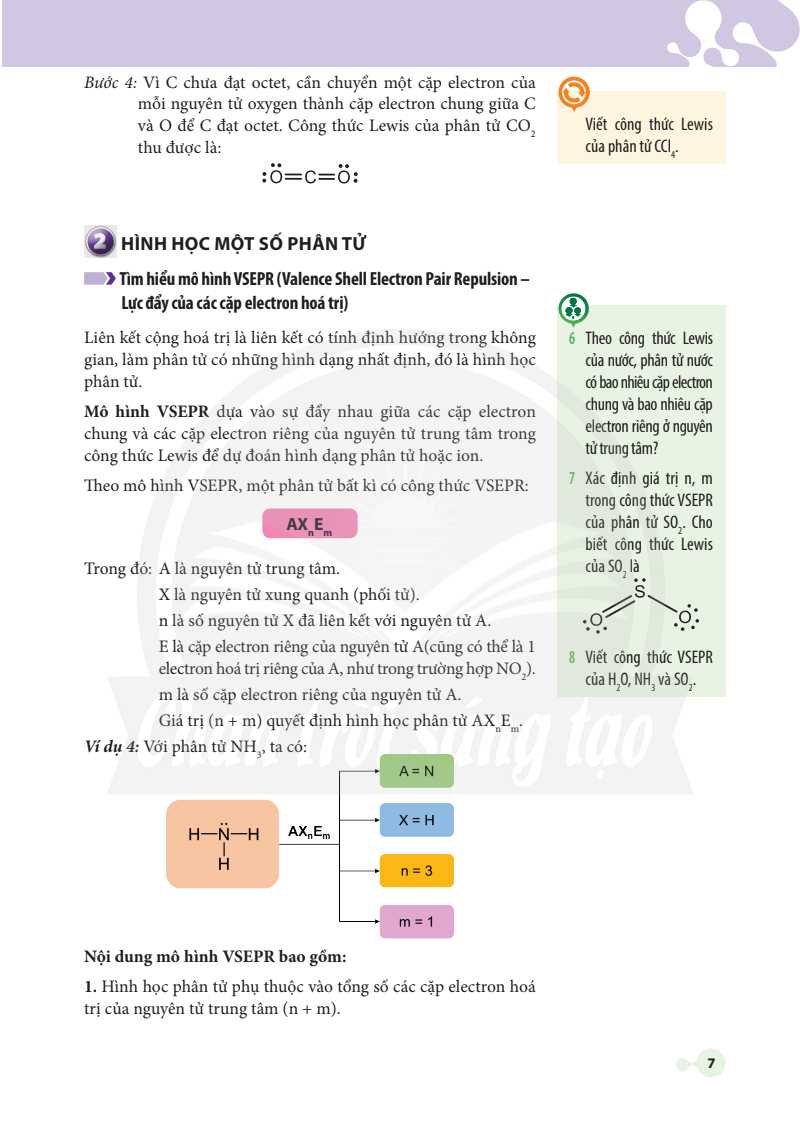 Bước 4: Vì C chưa đạt octet, cần chuyển một cặp electron của
mỗi nguyên tử oxygen thành cặp electron chung giữa C
và O để C đạt octet. Công thức Lewis của phân tử CO₂
thu được là:
O=C=O
Viết công thức Lewis
của phân tử CCl₄.
2 HÌNH HỌC MỘT SỐ PHÂN TỬ
Tìm hiểu mô hình VSEPR (Valence Shell Electron Pair Repulsion –
Lực đẩy của các cặp electron hoá trị)
Liên kết cộng hoá trị là liên kết có tính định hướng trong không
gian, làm phân tử có những hình dạng nhất định, đó là hình học
phân tử.
Mô hình VSEPR dựa vào sự đẩy nhau giữa các cặp electron
chung và các cặp electron riêng của nguyên tử trung tâm trong
công thức Lewis để dự đoán hình dạng phân tử hoặc ion.
Theo mô hình VSEPR, một phân tử bất kì có công thức VSEPR:
AXₙEₘ
Trong đó: A là nguyên tử trung tâm.
X là nguyên tử xung quanh (phối tử).
n là số nguyên tử X đã liên kết với nguyên tử A.
E là cặp electron riêng của nguyên tử A(cũng có thể là 1
electron hoá trị riêng của A, như trong trường hợp NO₂).
m là số cặp electron riêng của nguyên tử A.
Giá trị (n + m) quyết định hình học phân tử AXₙEₘ.
6 Theo công thức Lewis
của nước, phân tử nước
có bao nhiêu cặp electron
chung và bao nhiêu cặp
electron riêng ở nguyên
tử trung tâm?
7 Xác định giá trị n, m
trong công thức VSEPR
của phân tử SO₂. Cho
biết công thức Lewis
của SO₂ là
S
O O
8 Viết công thức VSEPR
của H₂O, NH₃ và SO₂.
Chân trời sáng tạo
Ví dụ 4: Với phân tử NH₃, ta có:
H—N—H
H
AXₙEₘ
A = N
X = H
n = 3
m = 1
Nội dung mô hình VSEPR bao gồm:
1. Hình học phân tử phụ thuộc vào tổng số các cặp electron hoá
trị của nguyên tử trung tâm (n + m).
7